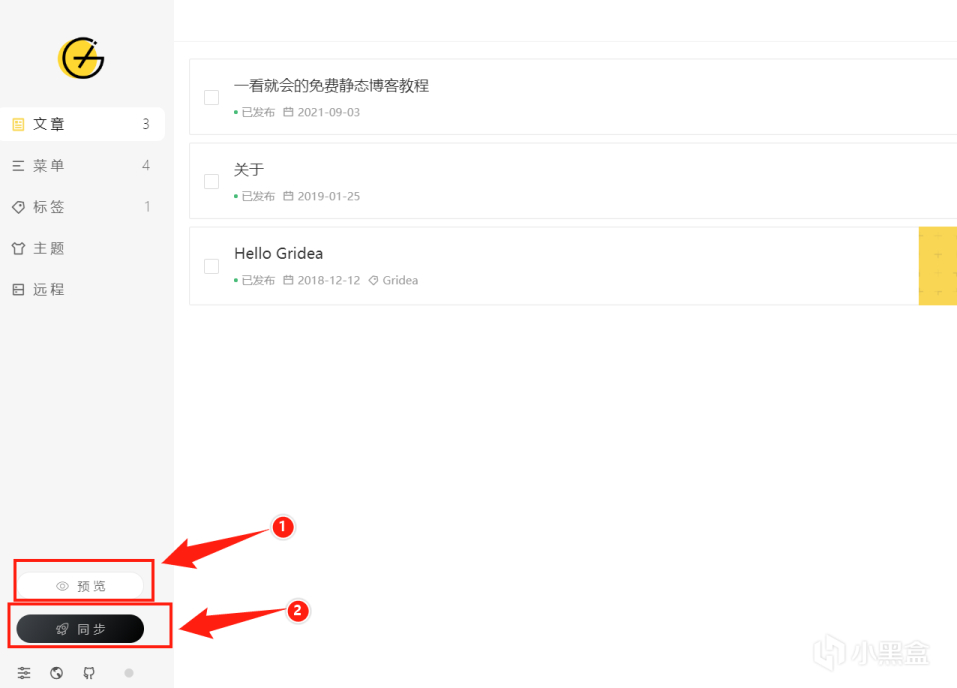 文章 3
菜单 4
标签 1
主题
远程
一看就会的免费静态博客教程
已发布 2021-09-03
关于
已发布 2019-01-25
Hello Gridea
已发布 2018-12-12 Gridea
1
预览
2
同步
小黑盒